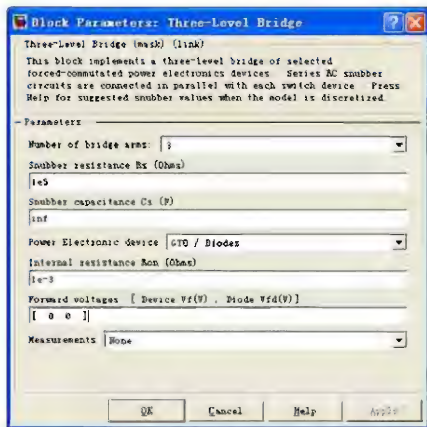 Block Parameters: Three-Level Bridge
Three-Level Bridge (mask) (link)
This block implements a three-level bridge of selected
forced-commutated power electronics devices Series RC snubber
circuits are connected in parallel with each switch device Press
Help for suggested snubber values when the model is discretized
Parameters
Number of bridge arms: 3
Snubber resistance Rs (Ohms)
1e5
Snubber capacitance Cs (F)
inf
Power Electronic device GTO / Diodes
Internal resistance Ron (Ohms)
1e-3
Forward voltages [ Device Vf(V) , Diode Vfd(V)]
[ 0 0 ]
Measurements None
OK Cancel Help Apply